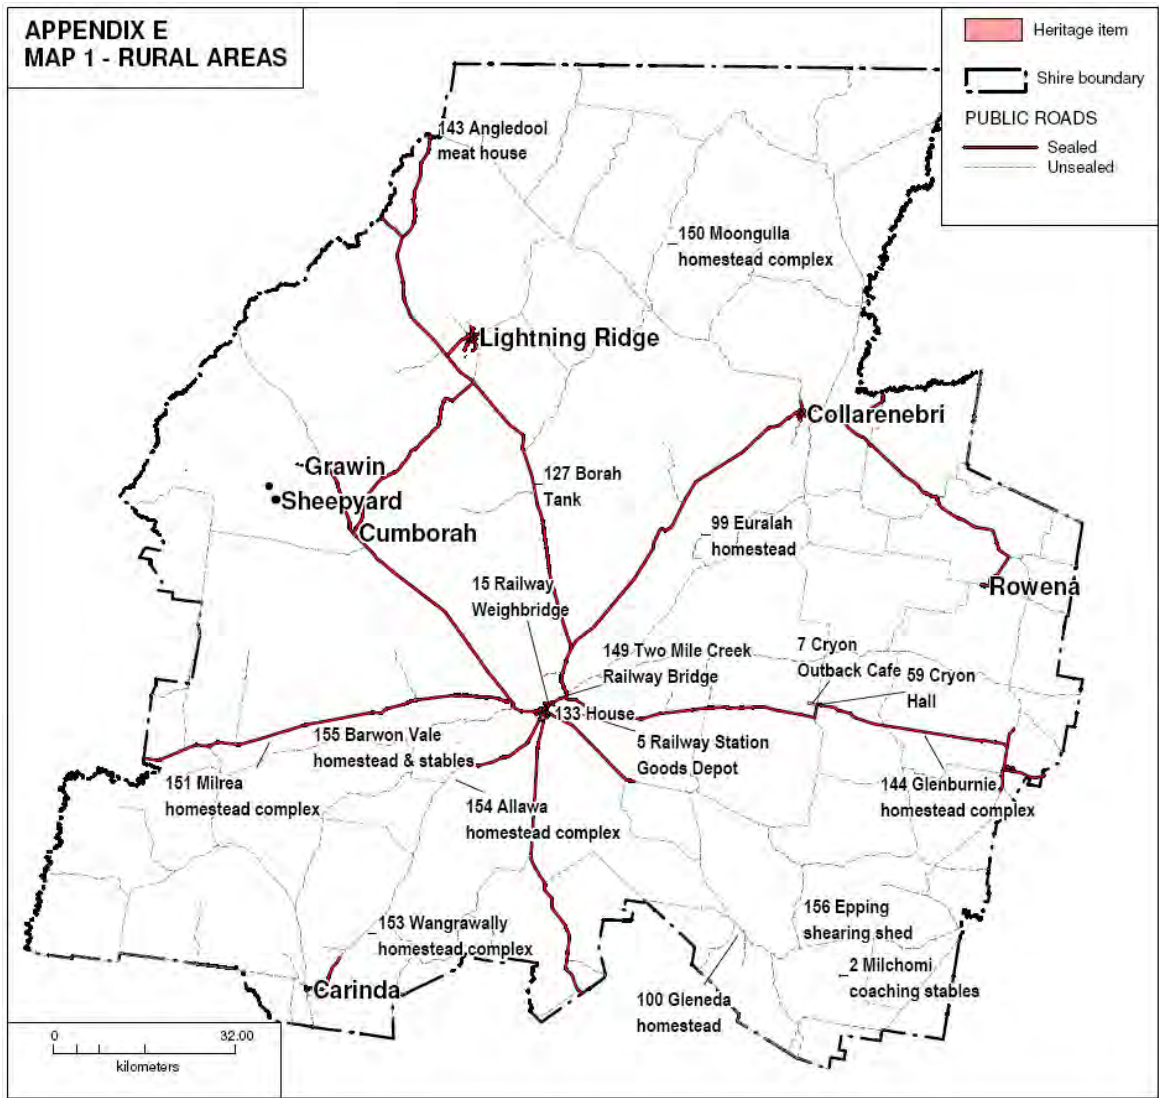 APPENDIX E
MAP 1 - RURAL AREAS
Heritage item
Shire boundary
PUBLIC ROADS
Sealed
Unsealed
143 Angledool
meat house
150 Moongulla
homestead complex
Lightning Ridge
Collarenebri
Grawin
Sheepyard
Cumborah
127 Borah
Tank
99 Euralah
homestead
Rowena
15 Railway
Weighbridge
149 Two Mile Creek
Railway Bridge
7 Cryon
Outback Cafe
59 Cryon
Hall
133 House
5 Railway Station
Goods Depot
155 Barwon Vale
homestead & stables
151 Milrea
homestead complex
154 Allawa
homestead complex
144 Glenburnie
homestead complex
153 Wangrawally
homestead complex
156 Epping
shearing shed
2 Milchomi
coaching stables
100 Gleneda
homestead
Carinda
0 32.00
kilometers